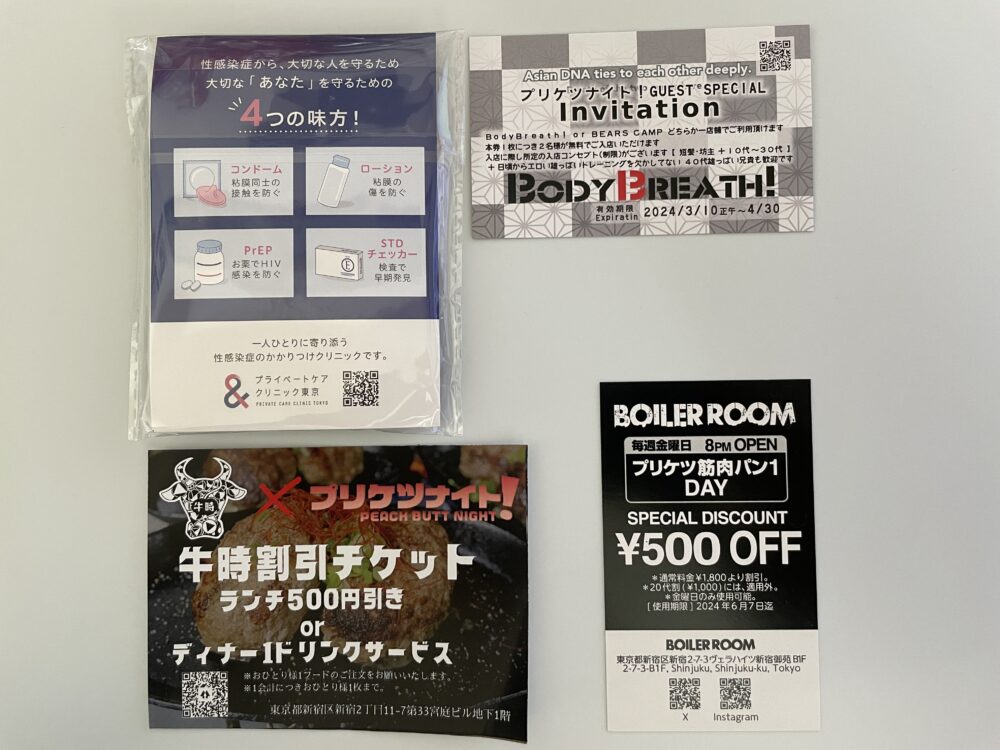 性感染症から、大切な人を守るため
大切な「あなた」を守るための
4つの味方！
コンドーム
粘膜同士の
接触を防ぐ
ローション
粘膜の
傷を防ぐ
PrEP
お薬でHIV
感染を防ぐ
STD
チェッカー
検査で
早期発見
一人ひとりに寄り添う
性感染症のかかりつけクリニックです。
プライベートケア
クリニック東京
PRIVATE CARE CLINIC TOKYO
Asian DNA ties to each other deeply.
プリケツナイト！GUEST SPECIAL
Invitation
BodyBreath! or BEARS CAMP どちらか一店舗でご利用頂けます
本券1枚につき2名様が無料でご入店いただけます
入店に際し所定の入店コンセプト(制限)がございます【 短髪・坊主 ＋10代～30代 】
＋日頃からエロい雄っぱいトレーニングを欠かしてない 40代雄っぱい兄貴も歓迎です
BODYBREATH!
有効期限
Expiratin 2024/3/10正午～4/30
牛時
×プリケツナイト!
PEACH BUTT NIGHT
牛時割引チケット
ランチ500円引き
or
ディナー1ドリンクサービス
※おひとり様1フードのご注文をお願いいたします。
※1会計につきおひとり様1枚まで。
東京都新宿区新宿2丁目11-7第33宮庭ビル地下1階
BOILER ROOM
毎週金曜日 8PM OPEN
プリケツ筋肉パン1
DAY
SPECIAL DISCOUNT
¥500 OFF
＊通常料金¥1,800より割引。
＊20代割(¥1,000)には、適用外。
＊金曜日のみ使用可能。
[使用期限] 2024年6月7日迄
BOILER ROOM
東京都新宿区新宿2-7-3ヴェラハイツ新宿御苑 B1F
2-7-3-B1F, Shinjuku, Shinjuku-ku, Tokyo
X Instagram